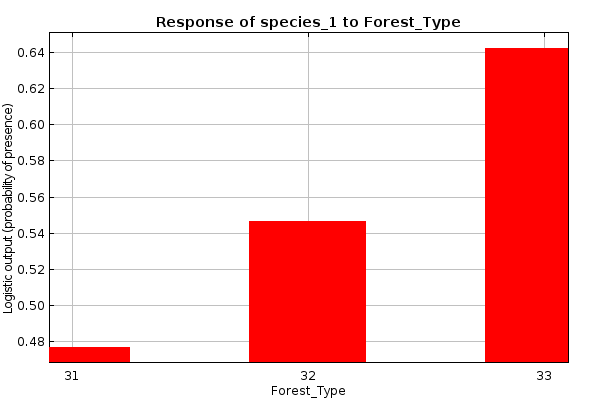 Response of species_1 to Forest_Type
Logistic output (probability of presence)
0.64
0.62
0.60
0.58
0.56
0.54
0.52
0.50
0.48
31 32 33
Forest_Type